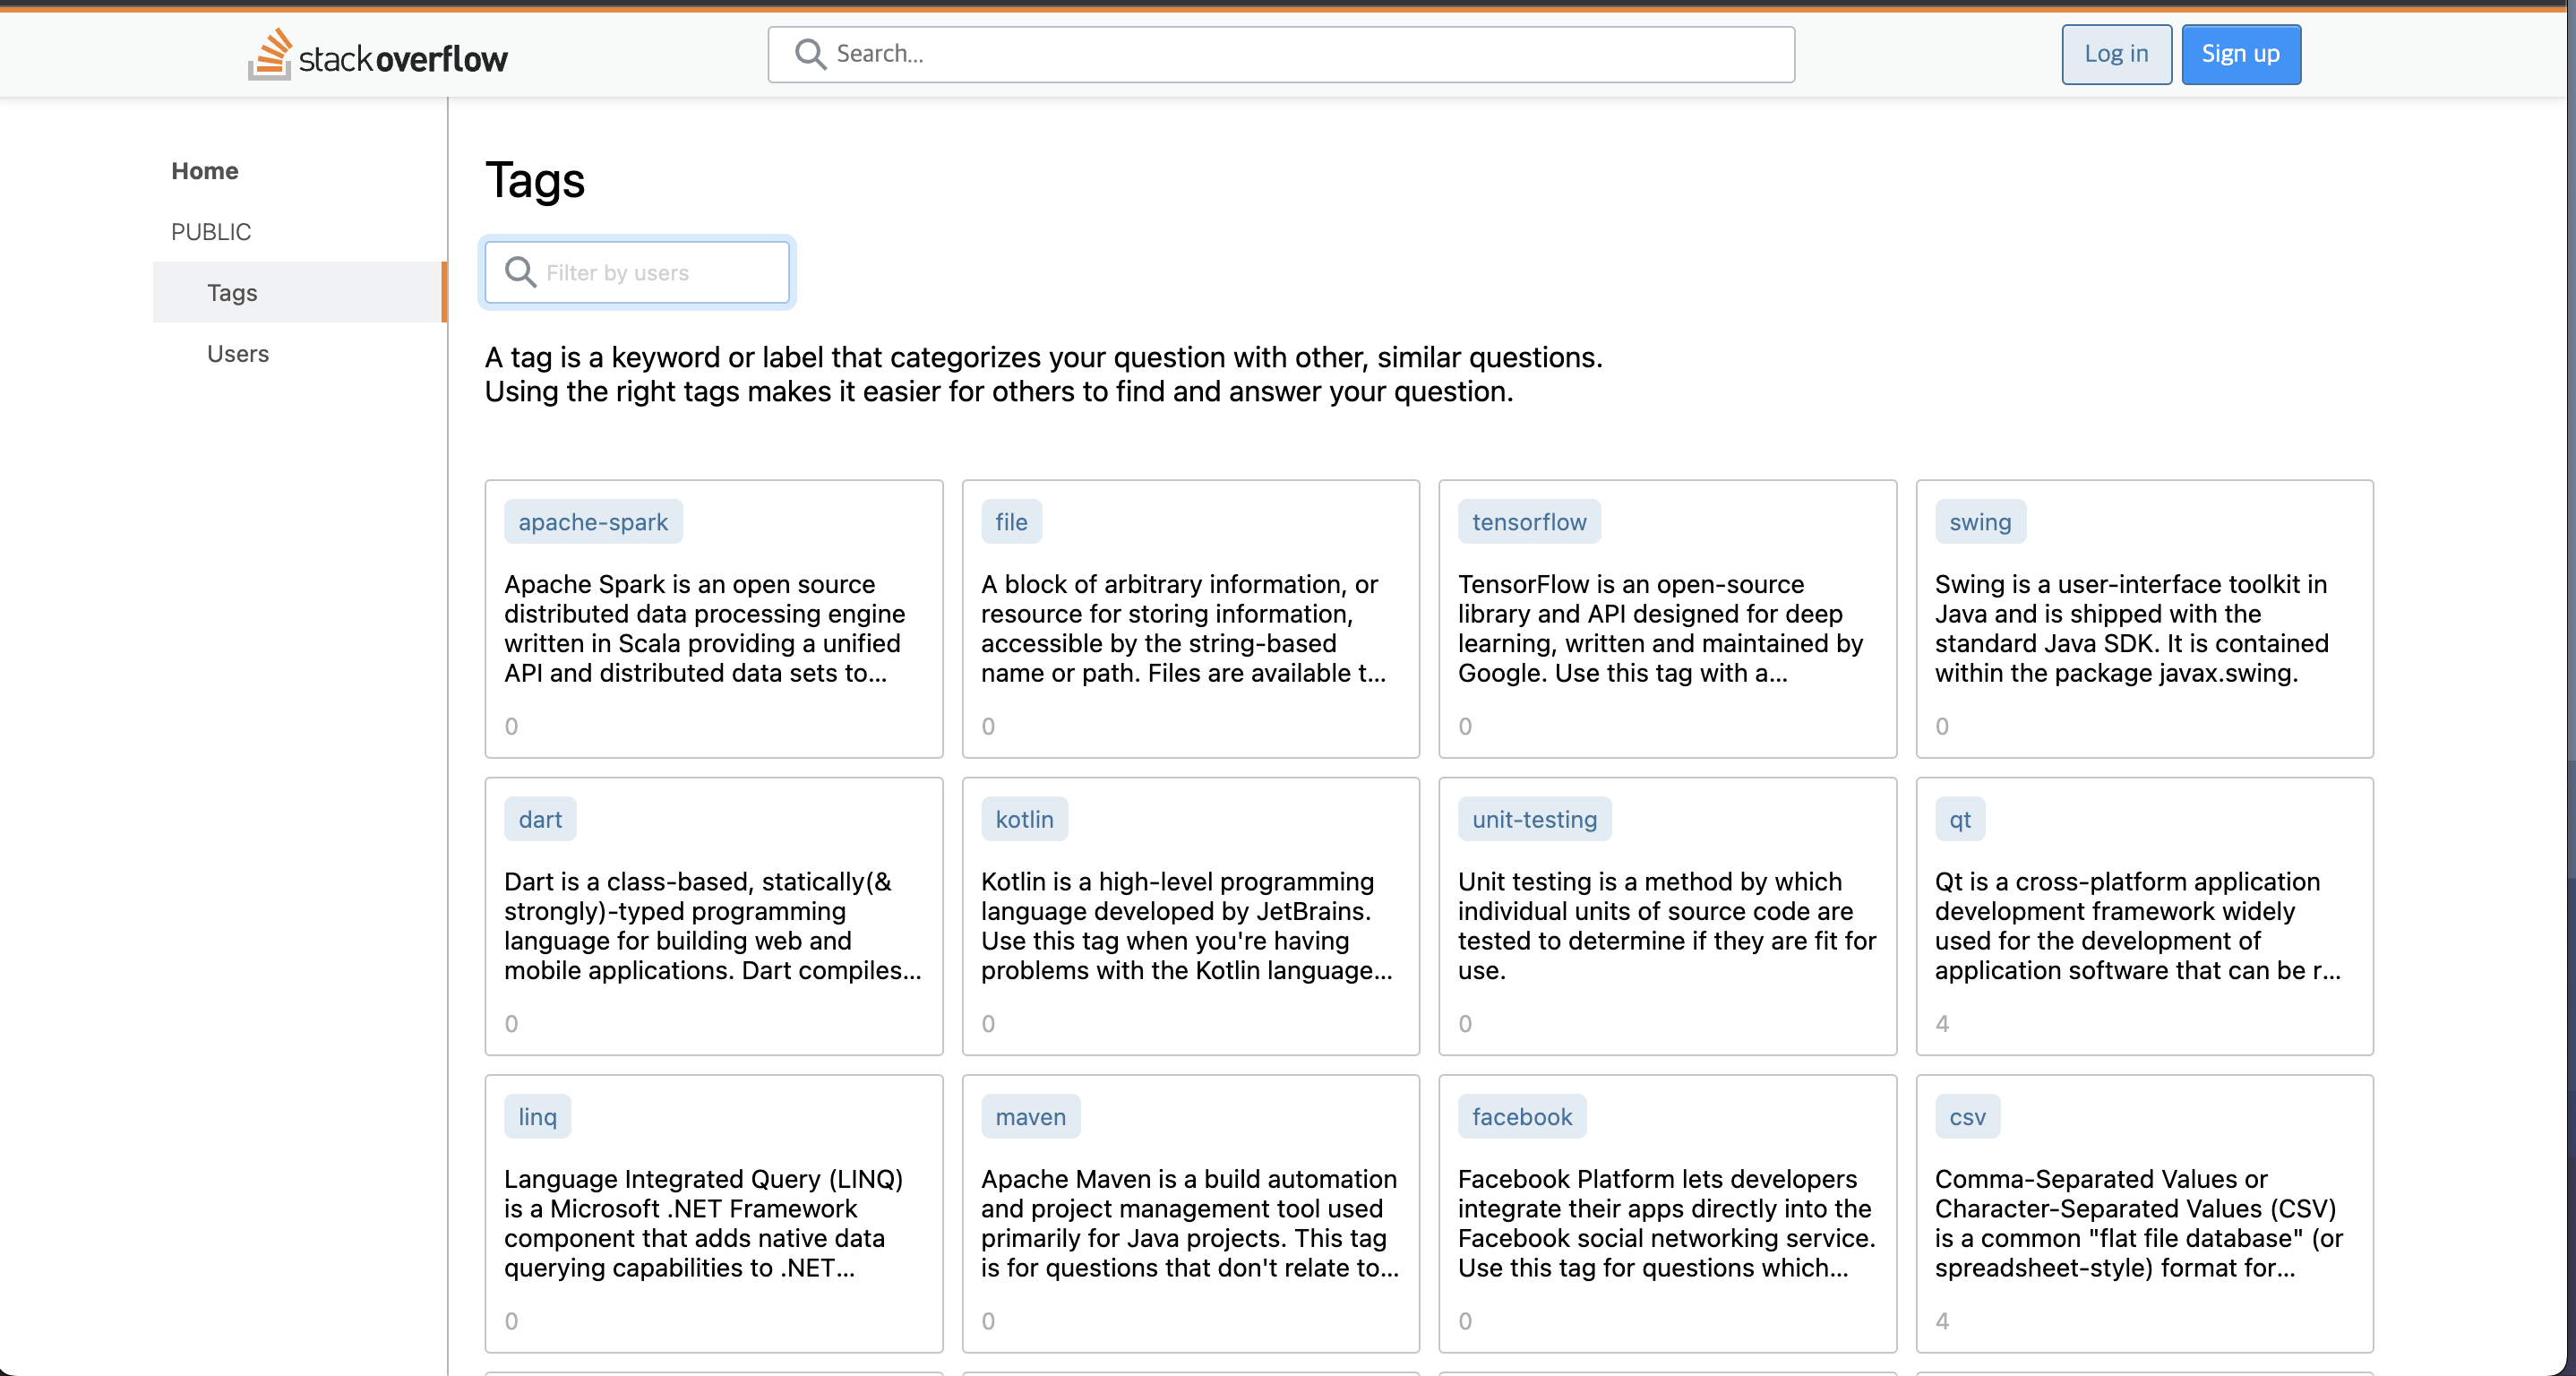 stackoverflow
Search...
Log in
Sign up
Home
PUBLIC
Tags
Users
Tags
Filter by users
A tag is a keyword or label that categorizes your question with other, similar questions.
Using the right tags makes it easier for others to find and answer your question.
apache-spark
Apache Spark is an open source
distributed data processing engine
written in Scala providing a unified
API and distributed data sets to...
0
file
A block of arbitrary information, or
resource for storing information,
accessible by the string-based
name or path. Files are available t...
0
tensorflow
TensorFlow is an open-source
library and API designed for deep
learning, written and maintained by
Google. Use this tag with a...
0
swing
Swing is a user-interface toolkit in
Java and is shipped with the
standard Java SDK. It is contained
within the package javax.swing.
0
dart
Dart is a class-based, statically(&
strongly)-typed programming
language for building web and
mobile applications. Dart compiles...
0
kotlin
Kotlin is a high-level programming
language developed by JetBrains.
Use this tag when you're having
problems with the Kotlin language...
0
unit-testing
Unit testing is a method by which
individual units of source code are
tested to determine if they are fit for
use.
0
qt
Qt is a cross-platform application
development framework widely
used for the development of
application software that can be r...
4
linq
Language Integrated Query (LINQ)
is a Microsoft .NET Framework
component that adds native data
querying capabilities to .NET...
0
maven
Apache Maven is a build automation
and project management tool used
primarily for Java projects. This tag
is for questions that don't relate to...
0
facebook
Facebook Platform lets developers
integrate their apps directly into the
Facebook social networking service.
Use this tag for questions which...
0
csv
Comma-Separated Values or
Character-Separated Values (CSV)
is a common "flat file database" (or
spreadsheet-style) format for...
4